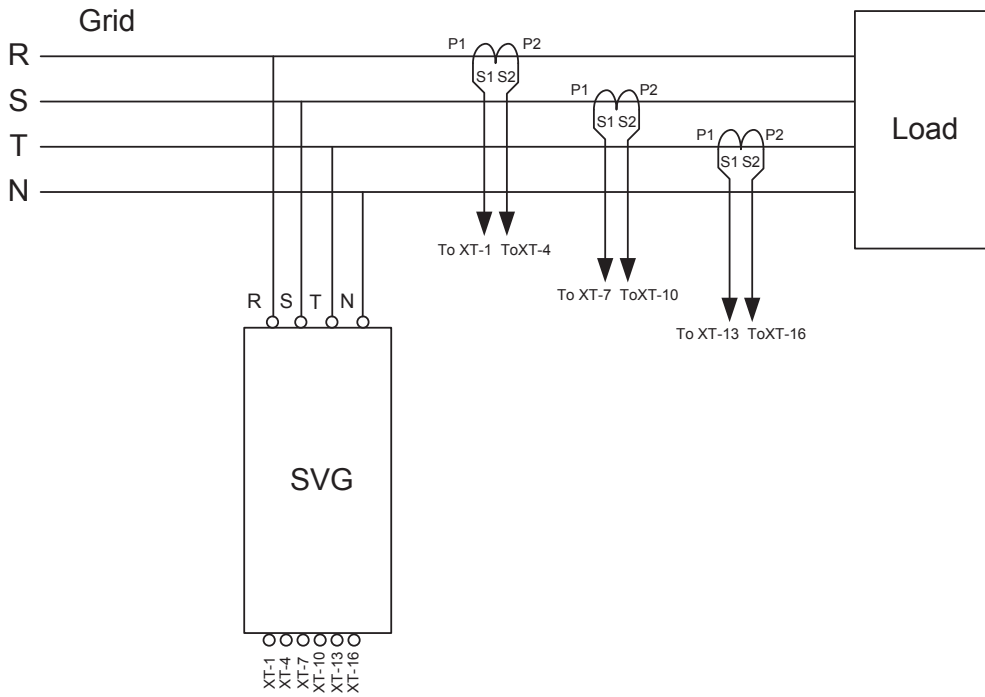 Grid
R
P1 P2
S1 S2
S
P1 P2
S1 S2
Load
T
P1 P2
S1 S2
N
To XT-1 ToXT-4
To XT-7 ToXT-10
R S T N
To XT-13 ToXT-16
SVG
XT-1
XT-4
XT-7
XT-10
XT-13
XT-16